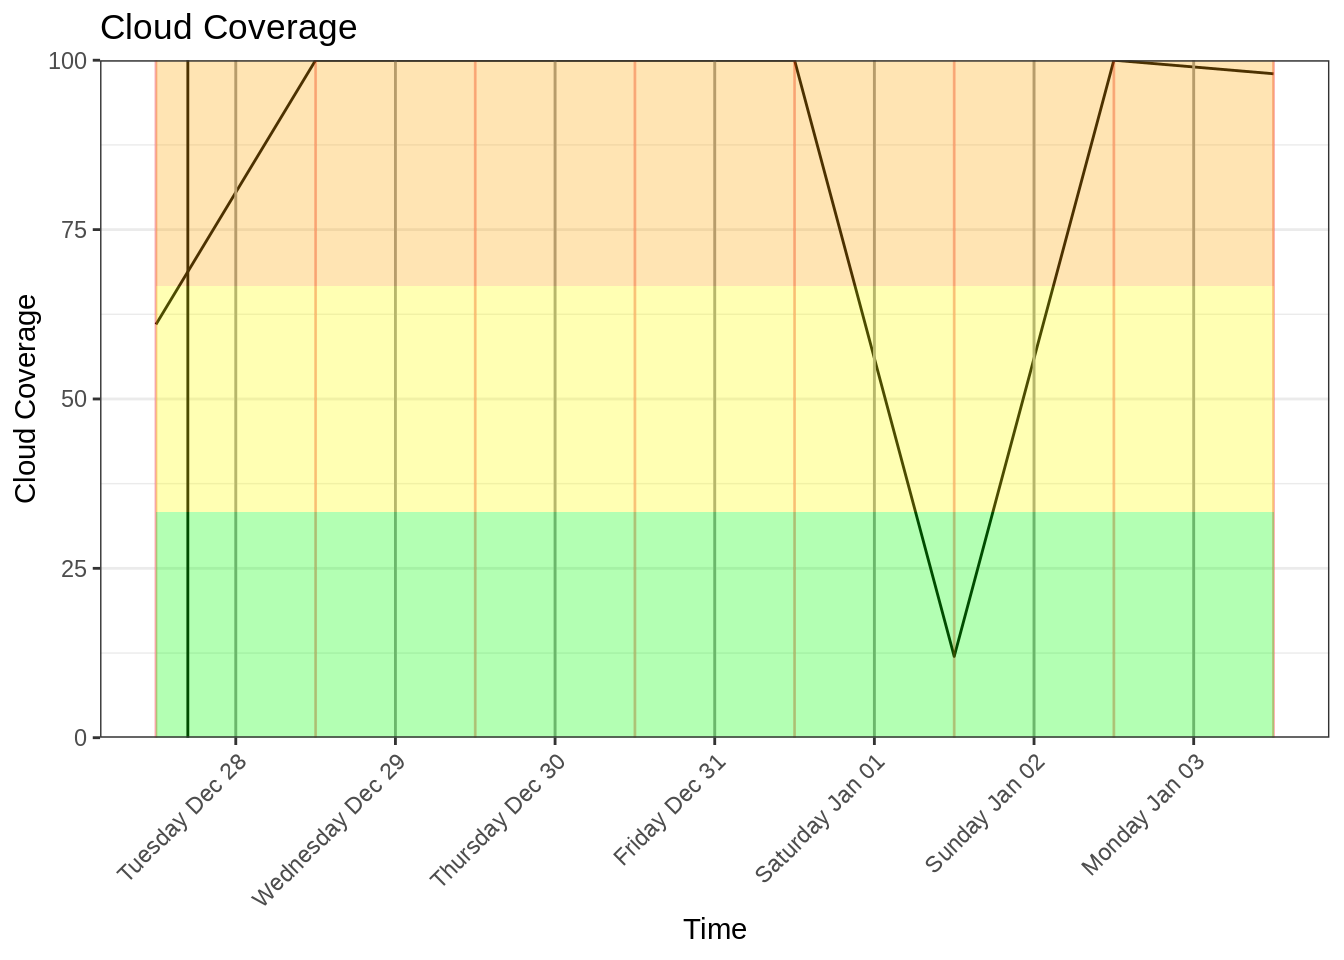 Cloud Coverage
100
75
50
25
0
Cloud Coverage
Tuesday Dec 28
Wednesday Dec 29
Thursday Dec 30
Friday Dec 31
Saturday Jan 01
Sunday Jan 02
Monday Jan 03
Time